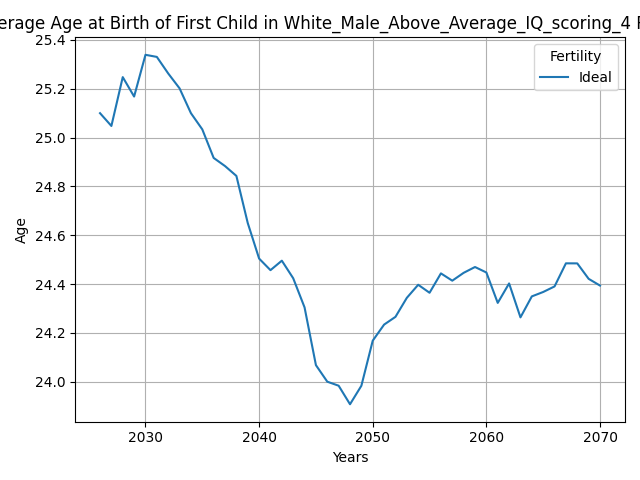 erage Age at Birth of First Child in White_Male_Above_Average_IQ_scoring_4
Fertility
Ideal
25.4
25.2
25.0
24.8
24.6
24.4
24.2
24.0
Age
2030 2040 2050 2060 2070
Years